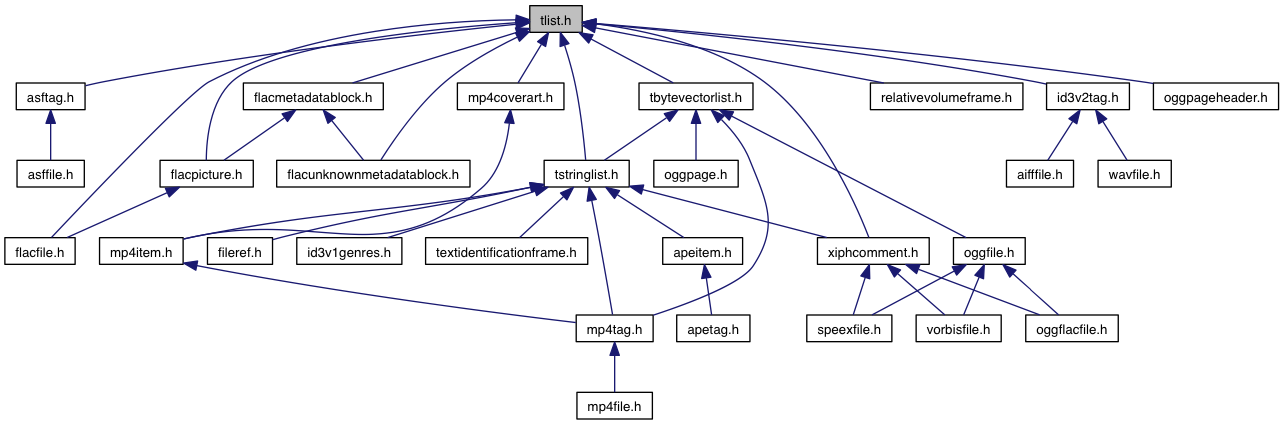 tlist.h
asftag.h
flacmetadatablock.h
mp4coverart.h
tbytevectorlist.h
relativevolumeframe.h
id3v2tag.h
oggpageheader.h
asffile.h
flacpicture.h
flacunknownmetadatablock.h
tstringlist.h
oggpage.h
aifffile.h
wavfile.h
flacfile.h
mp4item.h
fileref.h
id3v1genres.h
textidentificationframe.h
apeitem.h
xiphcomment.h
oggfile.h
mp4tag.h
apetag.h
speexfile.h
vorbisfile.h
oggflacfile.h
mp4file.h